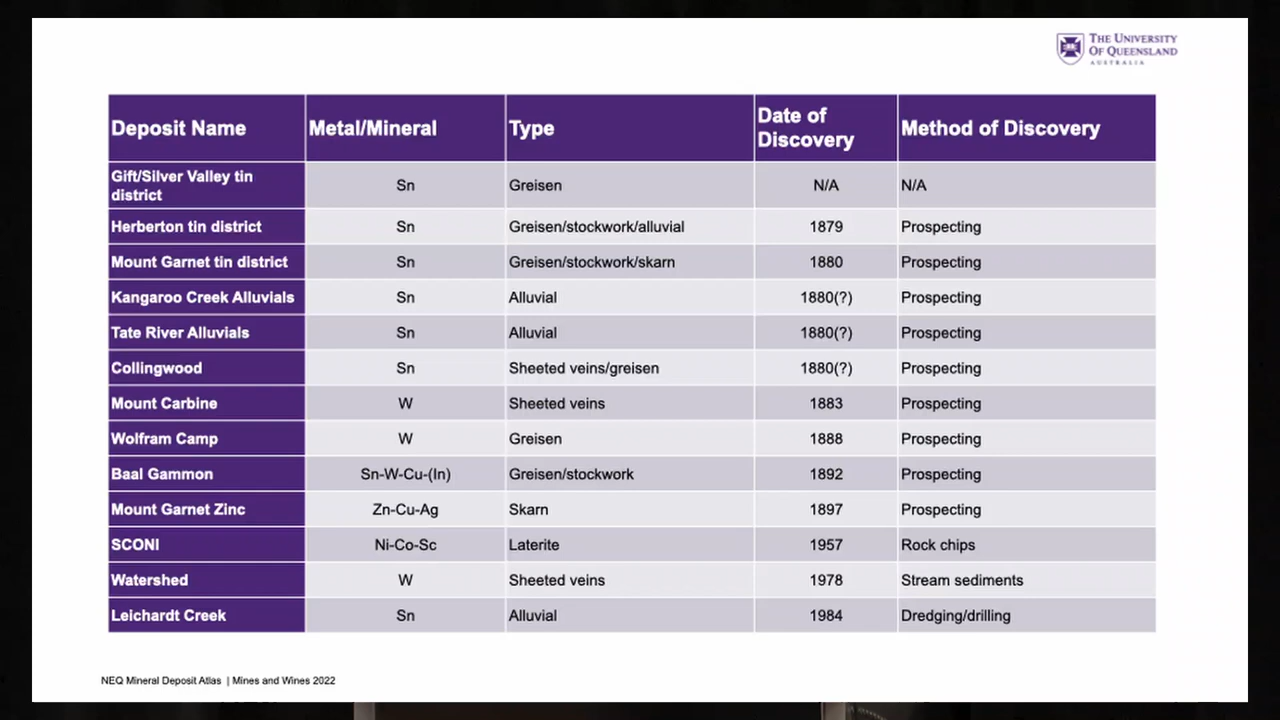 THE UNIVERSITY
OF QUEENSLAND
AUSTRALIA
Deposit Name Metal/Mineral Type Date of Discovery Method of Discovery
Gift/Silver Valley tin district Sn Greisen N/A N/A
Herberton tin district Sn Greisen/stockwork/alluvial 1879 Prospecting
Mount Garnet tin district Sn Greisen/stockwork/skarn 1880 Prospecting
Kangaroo Creek Alluvials Sn Alluvial 1880(?) Prospecting
Tate River Alluvials Sn Alluvial 1880(?) Prospecting
Collingwood Sn Sheeted veins/greisen 1880(?) Prospecting
Mount Carbine W Sheeted veins 1883 Prospecting
Wolfram Camp W Greisen 1888 Prospecting
Baal Gammon Sn-W-Cu-(In) Greisen/stockwork 1892 Prospecting
Mount Garnet Zinc Zn-Cu-Ag Skarn 1897 Prospecting
SCONI Ni-Co-Sc Laterite 1957 Rock chips
Watershed W Sheeted veins 1978 Stream sediments
Leichardt Creek Sn Alluvial 1984 Dredging/drilling
NEQ Mineral Deposit Atlas | Mines and Wines 2022